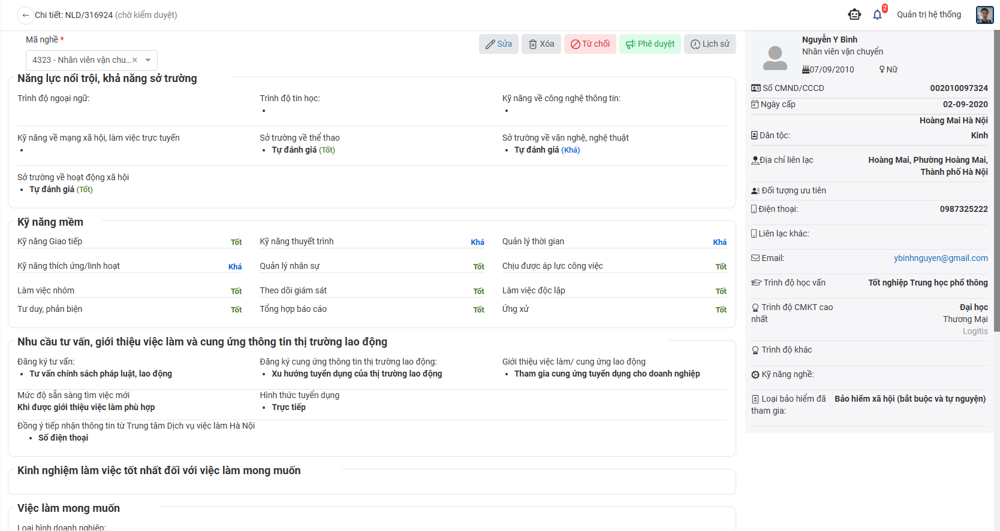 Chi tiết: NLD/316924 (chờ kiểm duyệt)
2
Quản trị hệ thống
Mã nghề *
4323 - Nhân viên vận chu...
Sửa
Xóa
Từ chối
Phê duyệt
Lịch sử
Năng lực nổi trội, khả năng sở trường
Trình độ ngoại ngữ:
Trình độ tin học:
Kỹ năng về công nghệ thông tin:
Kỹ năng về mạng xã hội, làm việc trực tuyến
Sở trường về thể thao
Sở trường về văn nghệ, nghệ thuật
Tự đánh giá (Tốt)
Tự đánh giá (Khá)
Sở trường về hoạt động xã hội
Tự đánh giá (Tốt)
Kỹ năng mềm
Kỹ năng Giao tiếp Tốt
Kỹ năng thuyết trình Khá
Quản lý thời gian Khá
Kỹ năng thích ứng/linh hoạt Khá
Quản lý nhân sự Tốt
Chịu được áp lực công việc Tốt
Làm việc nhóm Tốt
Theo dõi giám sát Tốt
Làm việc độc lập Tốt
Tư duy, phản biện Tốt
Tổng hợp báo cáo Tốt
Ứng xử Tốt
Nhu cầu tư vấn, giới thiệu việc làm và cung ứng thông tin thị trường lao động
Đăng ký tư vấn:
Tư vấn chính sách pháp luật, lao động
Đăng ký cung ứng thông tin thị trường lao động:
Xu hướng tuyển dụng của thị trường lao động
Giới thiệu việc làm/ cung ứng lao động
Tham gia cung ứng tuyển dụng cho doanh nghiệp
Mức độ sẵn sàng tìm việc mới
Khi được giới thiệu việc làm phù hợp
Hình thức tuyển dụng
Trực tiếp
Đồng ý tiếp nhận thông tin từ Trung tâm Dịch vụ việc làm Hà Nội
Số điện thoại
Kinh nghiệm làm việc tốt nhất đối với việc làm mong muốn
Việc làm mong muốn
Loại hình doanh nghiệp:
Nguyễn Y Bình
Nhân viên vận chuyển
07/09/2010
Nữ
Số CMND/CCCD 002010097324
Ngày cấp 02-09-2020
Hoàng Mai Hà Nội
Dân tộc: Kinh
Địa chỉ liên lạc Hoàng Mai, Phường Hoàng Mai,
Thành phố Hà Nội
Đối tượng ưu tiên
Điện thoại: 0987325222
Liên lạc khác:
Email: ybinhnguyen@gmail.com
Trình độ học vấn Tốt nghiệp Trung học phổ thông
Trình độ CMKT cao Đại học
nhất Thương Mại
Logitis
Trình độ khác
Kỹ năng nghề:
Loại bảo hiểm đã Bảo hiểm xã hội (bắt buộc và tự nguyện)
tham gia: